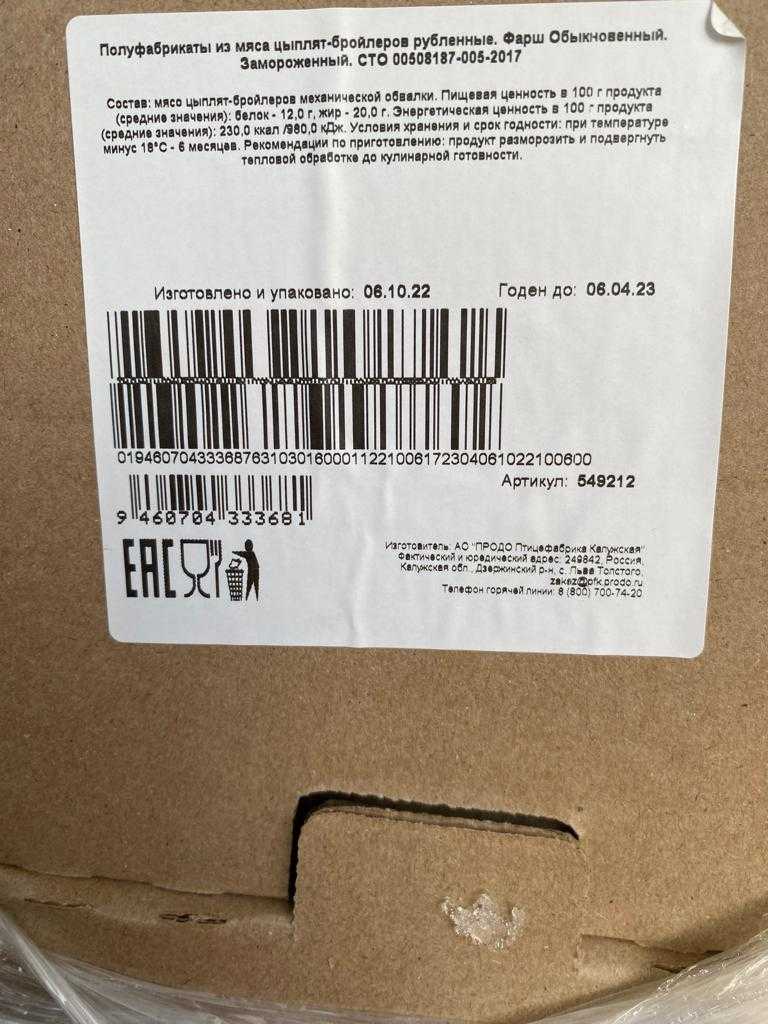 Полуфабрикаты из мяса цыплят-бройлеров рубленные. Фарш Обыкновенный.
Замороженный. СТО 00508187-005-2017
Состав: мясо цыплят-бройлеров механической обвалки. Пищевая ценность в 100 г продукта
(средние значения): белок - 12,0 г, жир - 20,0 г. Энергетическая ценность в 100 г продукта
(средние значения): 230,0 ккал /980,0 кДж. Условия хранения и срок годности: при температуре
минус 18°С - 6 месяцев. Рекомендации по приготовлению: продукт разморозить и подвергнуть
тепловой обработке до кулинарной готовности.
Изготовлено и упаковано: 06.10.22 Годен до: 06.04.23
0194607043336876310301600011221006172304061022100600
Артикул: 549212
9 460704 333681
EAC
Изготовитель: АО "ПРОДО Птицефабрика Калужская"
Фактический и юридический адрес: 249842, Россия,
Калужская обл., Дзержинский р-н, с. Льва Толстого,
zakaz@pfk.prodo.ru
Телефон горячей линии: 8 (800) 700-74-20